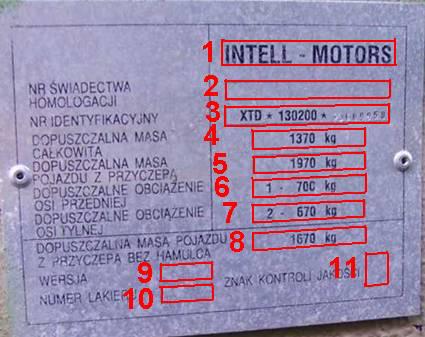 1 INTELL - MOTORS
NR ŚWIADECTWA 2
HOMOLOGACJI
NR IDENTYFIKACYJNY 3 XTD * 130200 *
DOPUSZCZALNA MASA 4 1370 kg
CAŁKOWITA
DOPUSZCZALNA MASA 5 1970 kg
POJAZDU Z PRZYCZEPĄ
DOPUSZCZALNE OBCIĄŻENIE 6 1 - 700 kg
OSI PRZEDNIEJ
DOPUSZCZALNE OBCIĄŻENIE 7 2 - 670 kg
OSI TYLNEJ
DOPUSZCZALNA MASA POJAZDU 8 1670 kg
Z PRZYCZEPĄ BEZ HAMULCA
WERSJA 9 ZNAK KONTROLI JAKOŚCI 11
NUMER LAKIERU 10